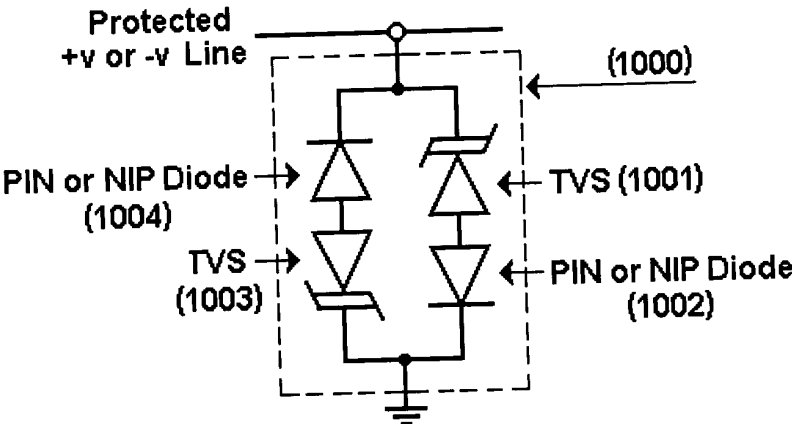 Protected
+v or -v Line
(1000)
PIN or NIP Diode
(1004)
TVS (1001)
TVS
(1003)
PIN or NIP Diode
(1002)